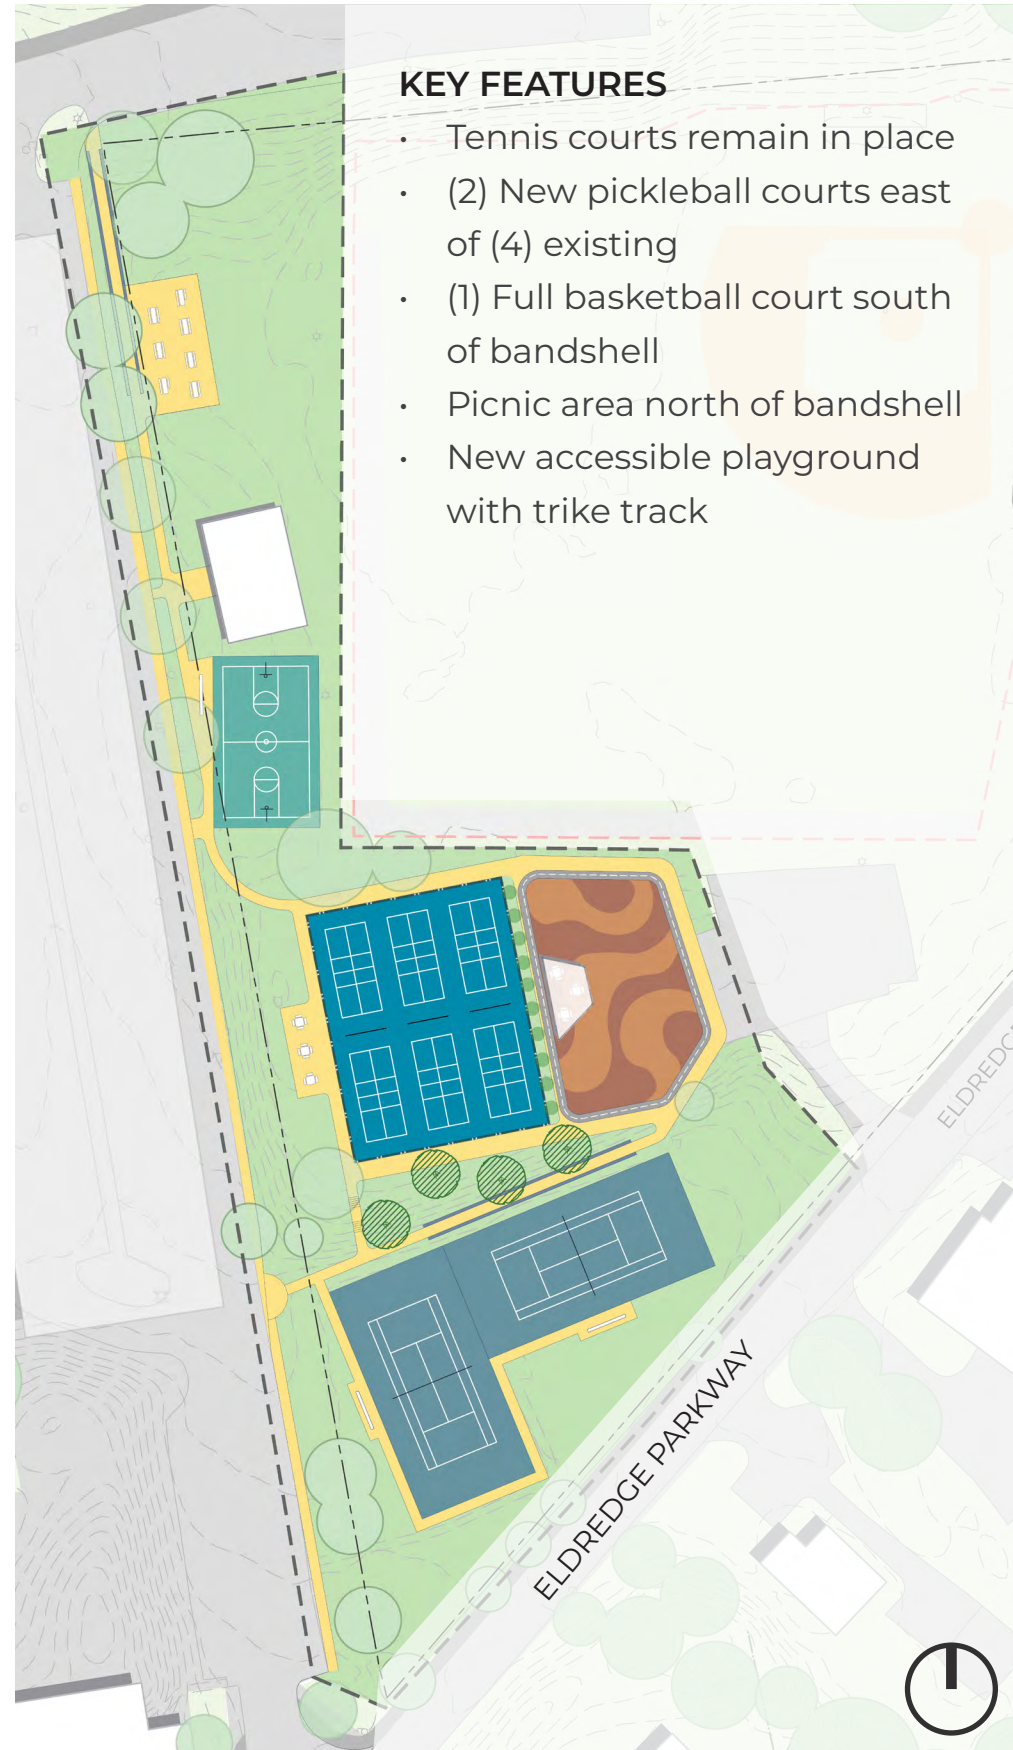 KEY FEATURES
• Tennis courts remain in place
• (2) New pickleball courts east
of (4) existing
• (1) Full basketball court south
of bandshell
• Picnic area north of bandshell
• New accessible playground
with trike track
ELDREDGE
ELDREDGE PARKWAY